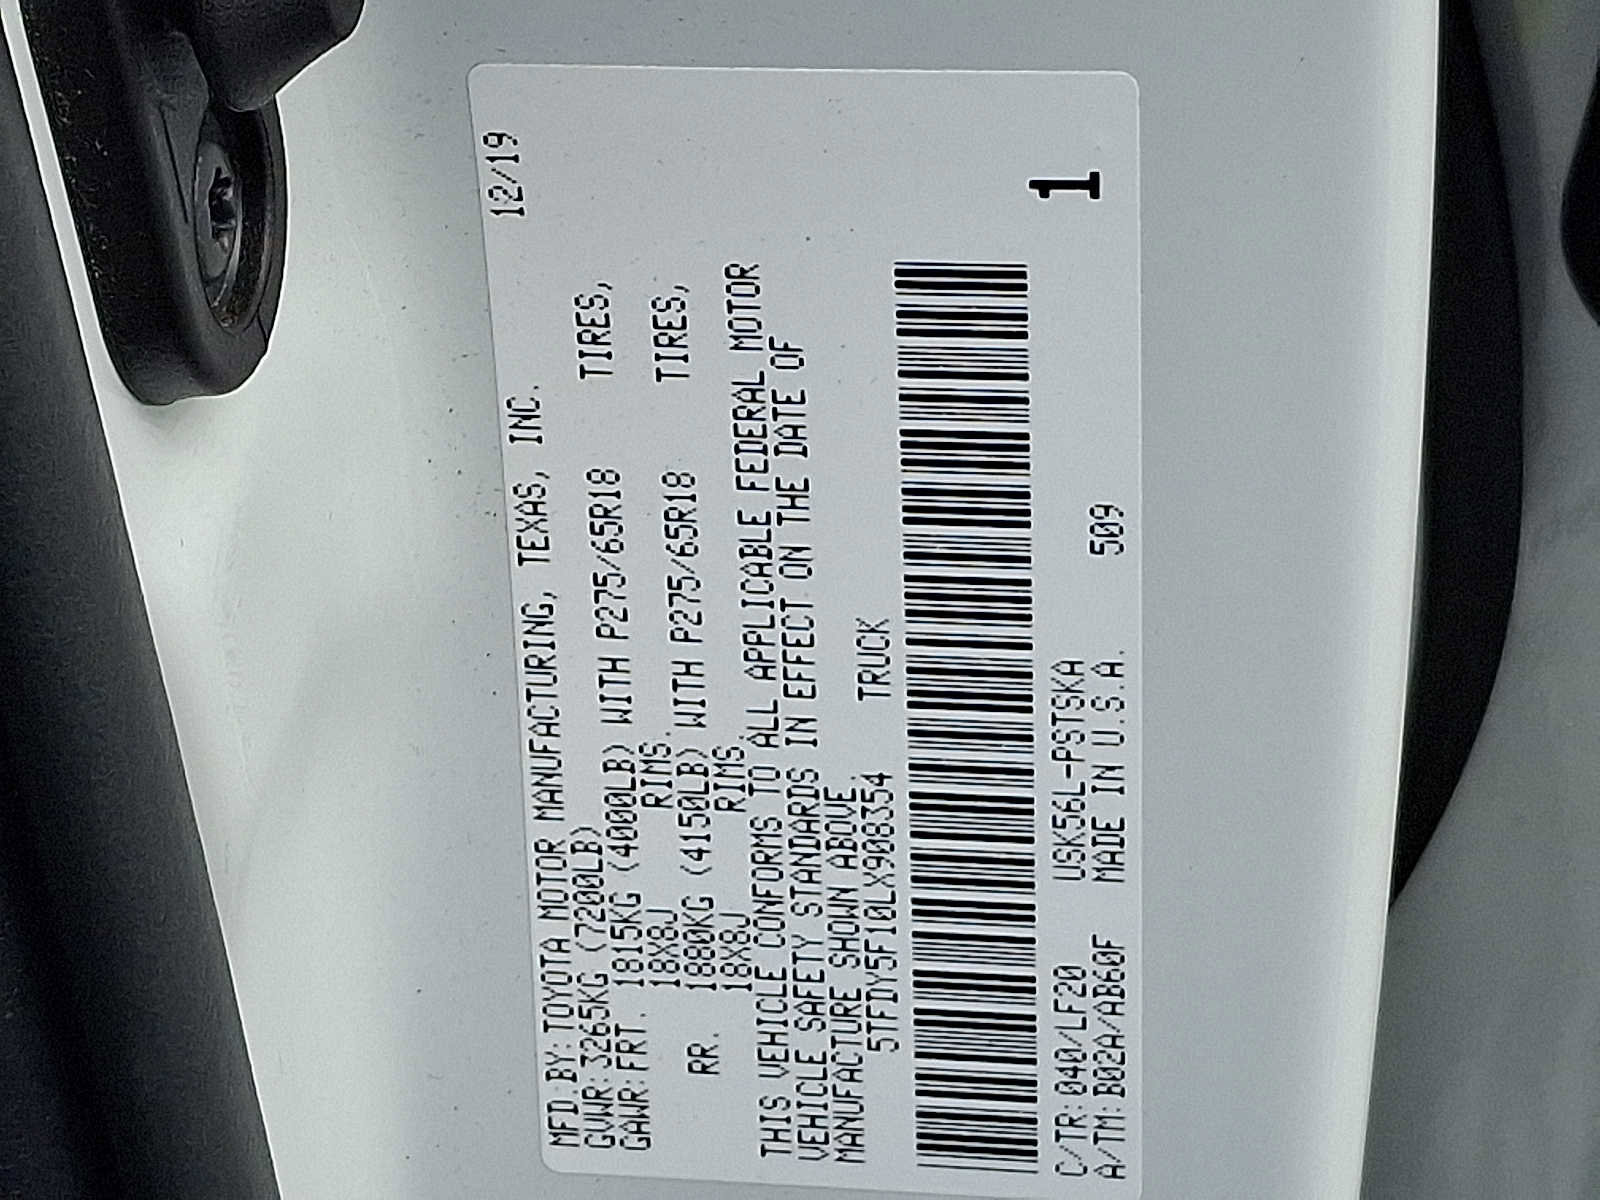 12/19
MFD.BY:TOYOTA MOTOR MANUFACTURING, TEXAS, INC.
GVWR:3265KG (7200LB)
GAWR:FRT. 1815KG (4000LB) WITH P275/65R18 TIRES,
18X8J RIMS.
RR. 1880KG (4150LB) WITH P275/65R18 TIRES,
18X8J RIMS.
THIS VEHICLE CONFORMS TO ALL APPLICABLE FEDERAL MOTOR
VEHICLE SAFETY STANDARDS IN EFFECT ON THE DATE OF
MANUFACTURE SHOWN ABOVE.
5TFDY5F10LX908354 TRUCK
1
C/TR:040/LF20 USK56L-PSTSKA
A/TM:B02A/AB60F MADE IN U.S.A. 509